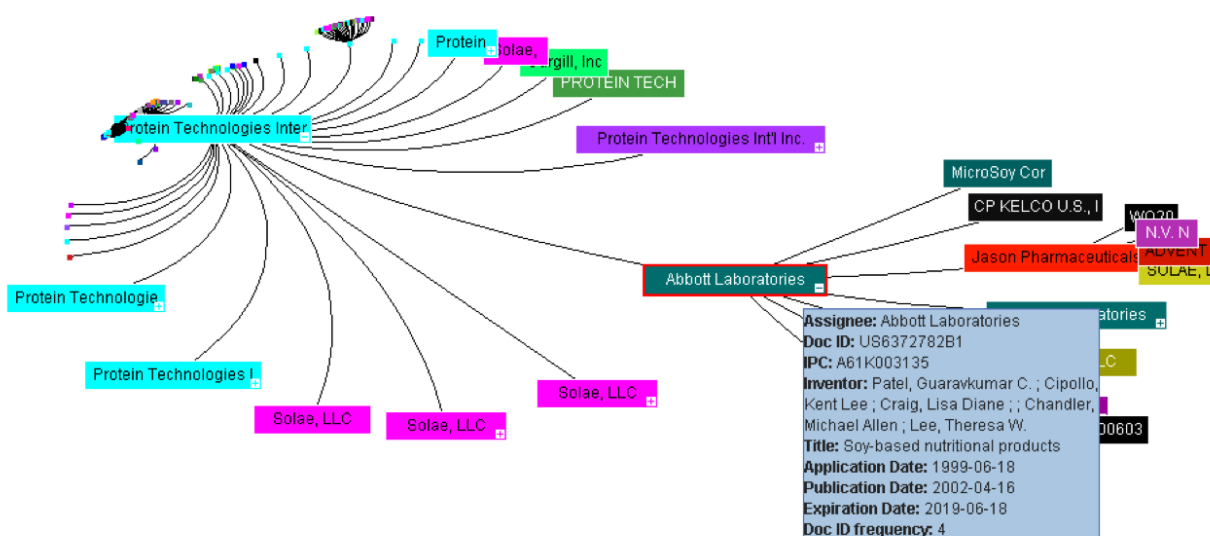 Protein
Solae,
Cargill, Inc
PROTEIN TECH
Protein Technologies Inter
Protein Technologies Int'l Inc.
MicroSoy Cor
CP KELCO U.S., I
WO20
N.V. N
Jason Pharmaceuticals
ADVENT
SOLAE, L
Abbott Laboratories
Protein Technologie
atories
Assignee: Abbott Laboratories
Doc ID: US6372782B1
IPC: A61K003135
LC
Inventor: Patel, Guaravkumar C. ; Cipollo,
Kent Lee ; Craig, Lisa Diane ; ; Chandler,
Michael Allen ; Lee, Theresa W.
00603
Title: Soy-based nutritional products
Application Date: 1999-06-18
Publication Date: 2002-04-16
Expiration Date: 2019-06-18
Doc ID frequency: 4
Protein Technologies I
Solae, LLC
Solae, LLC
Solae, LLC